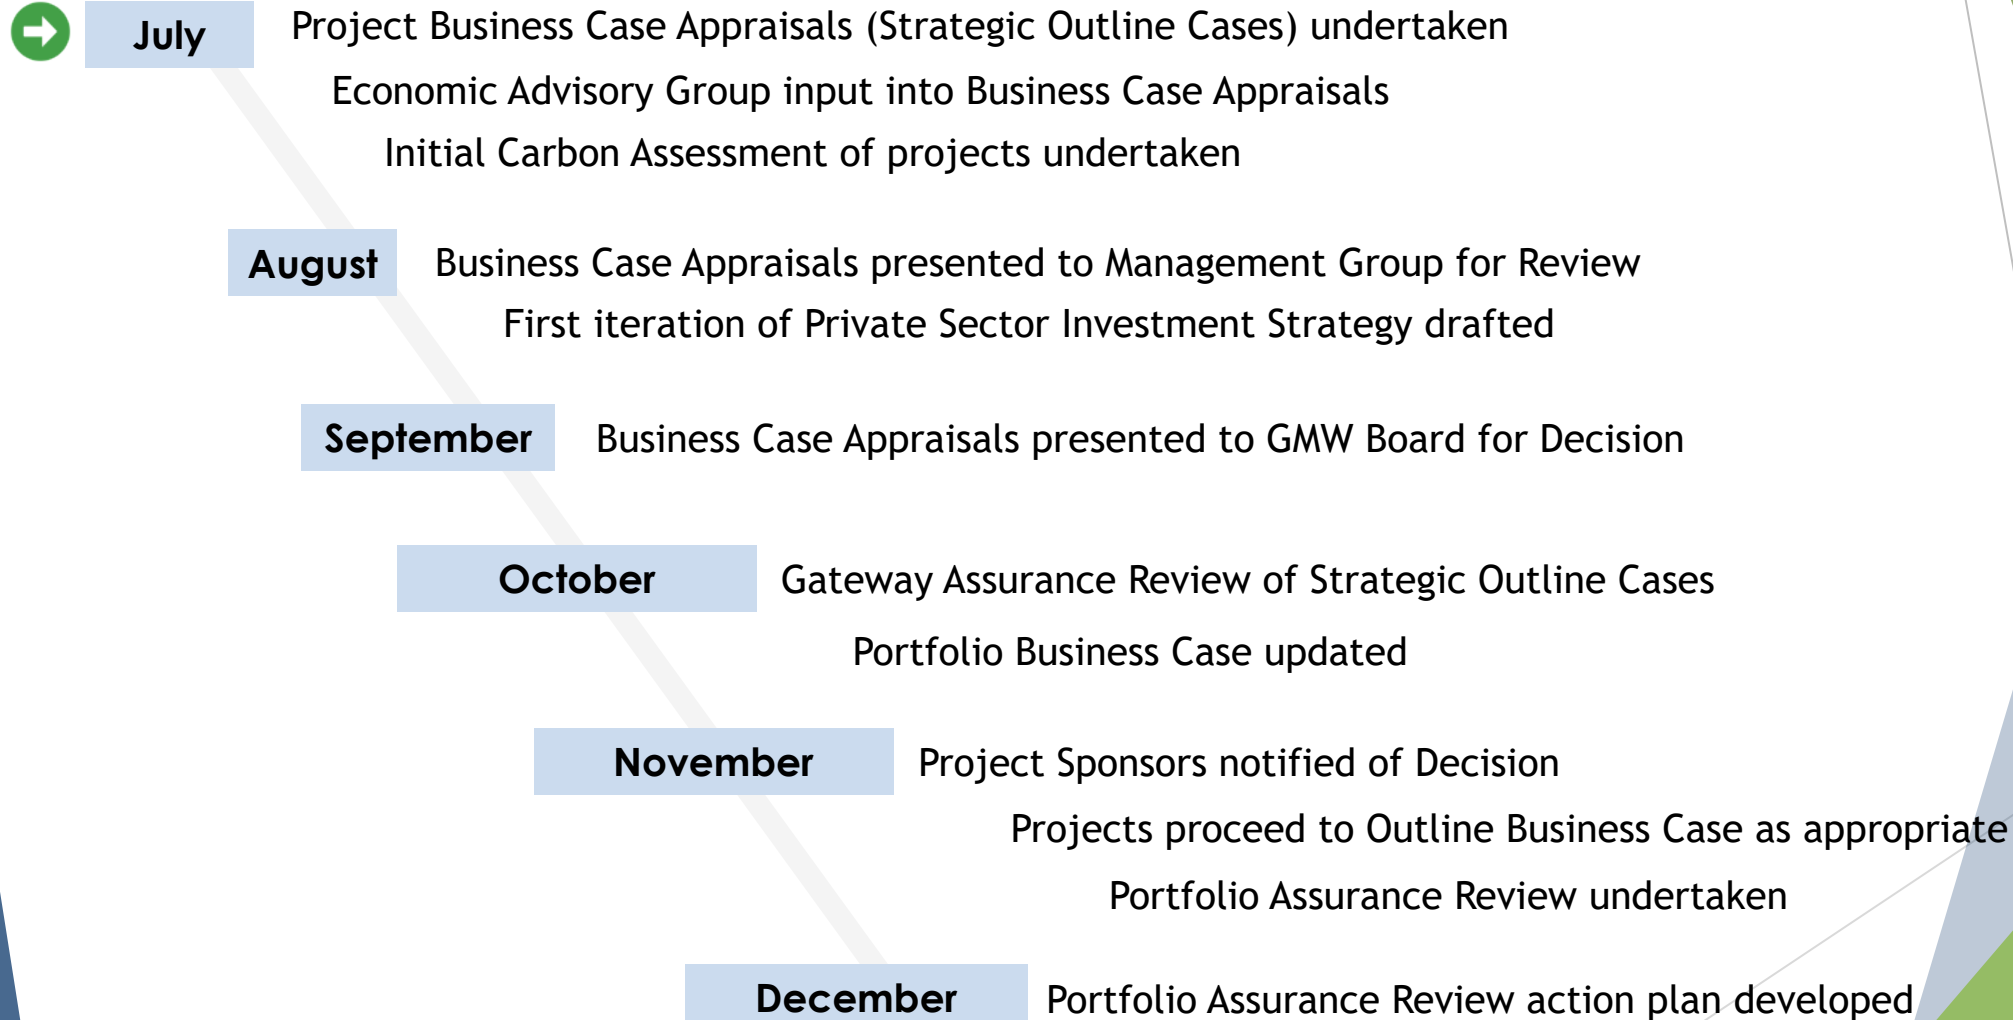 July Project Business Case Appraisals (Strategic Outline Cases) undertaken
Economic Advisory Group input into Business Case Appraisals
Initial Carbon Assessment of projects undertaken
August Business Case Appraisals presented to Management Group for Review
First iteration of Private Sector Investment Strategy drafted
September Business Case Appraisals presented to GMW Board for Decision
October Gateway Assurance Review of Strategic Outline Cases
Portfolio Business Case updated
November Project Sponsors notified of Decision
Projects proceed to Outline Business Case as appropriate
Portfolio Assurance Review undertaken
December Portfolio Assurance Review action plan developed